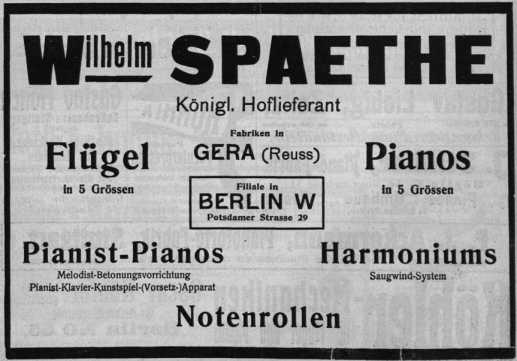 Wilhelm SPAETHE
Königl. Hoflieferant
Fabriken in
GERA (Reuss)
Flügel
in 5 Grössen
Pianos
in 5 Grössen
Filiale in
BERLIN W
Potsdamer Strasse 29
Pianist-Pianos
Melodist-Betonungsvorrichtung
Pianist-Klavier-Kunstspiel-(Vorsetz-)Apparat
Harmoniums
Saugwind-System
Notenrollen